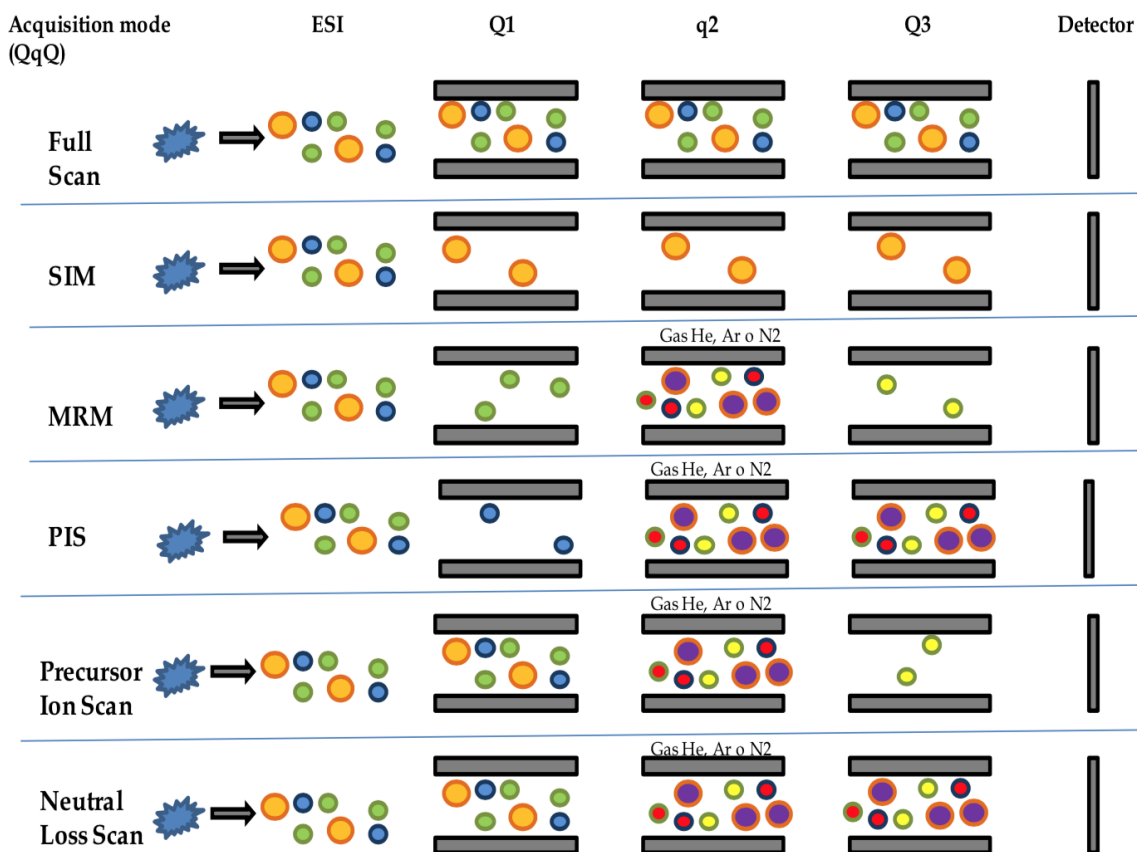 Acquisition mode ESI Q1 q2 Q3 Detector
(QqQ)
Full
Scan
SIM
Gas He, Ar o N2
MRM
Gas He, Ar o N2
PIS
Gas He, Ar o N2
Precursor
Ion Scan
Gas He, Ar o N2
Neutral
Loss Scan